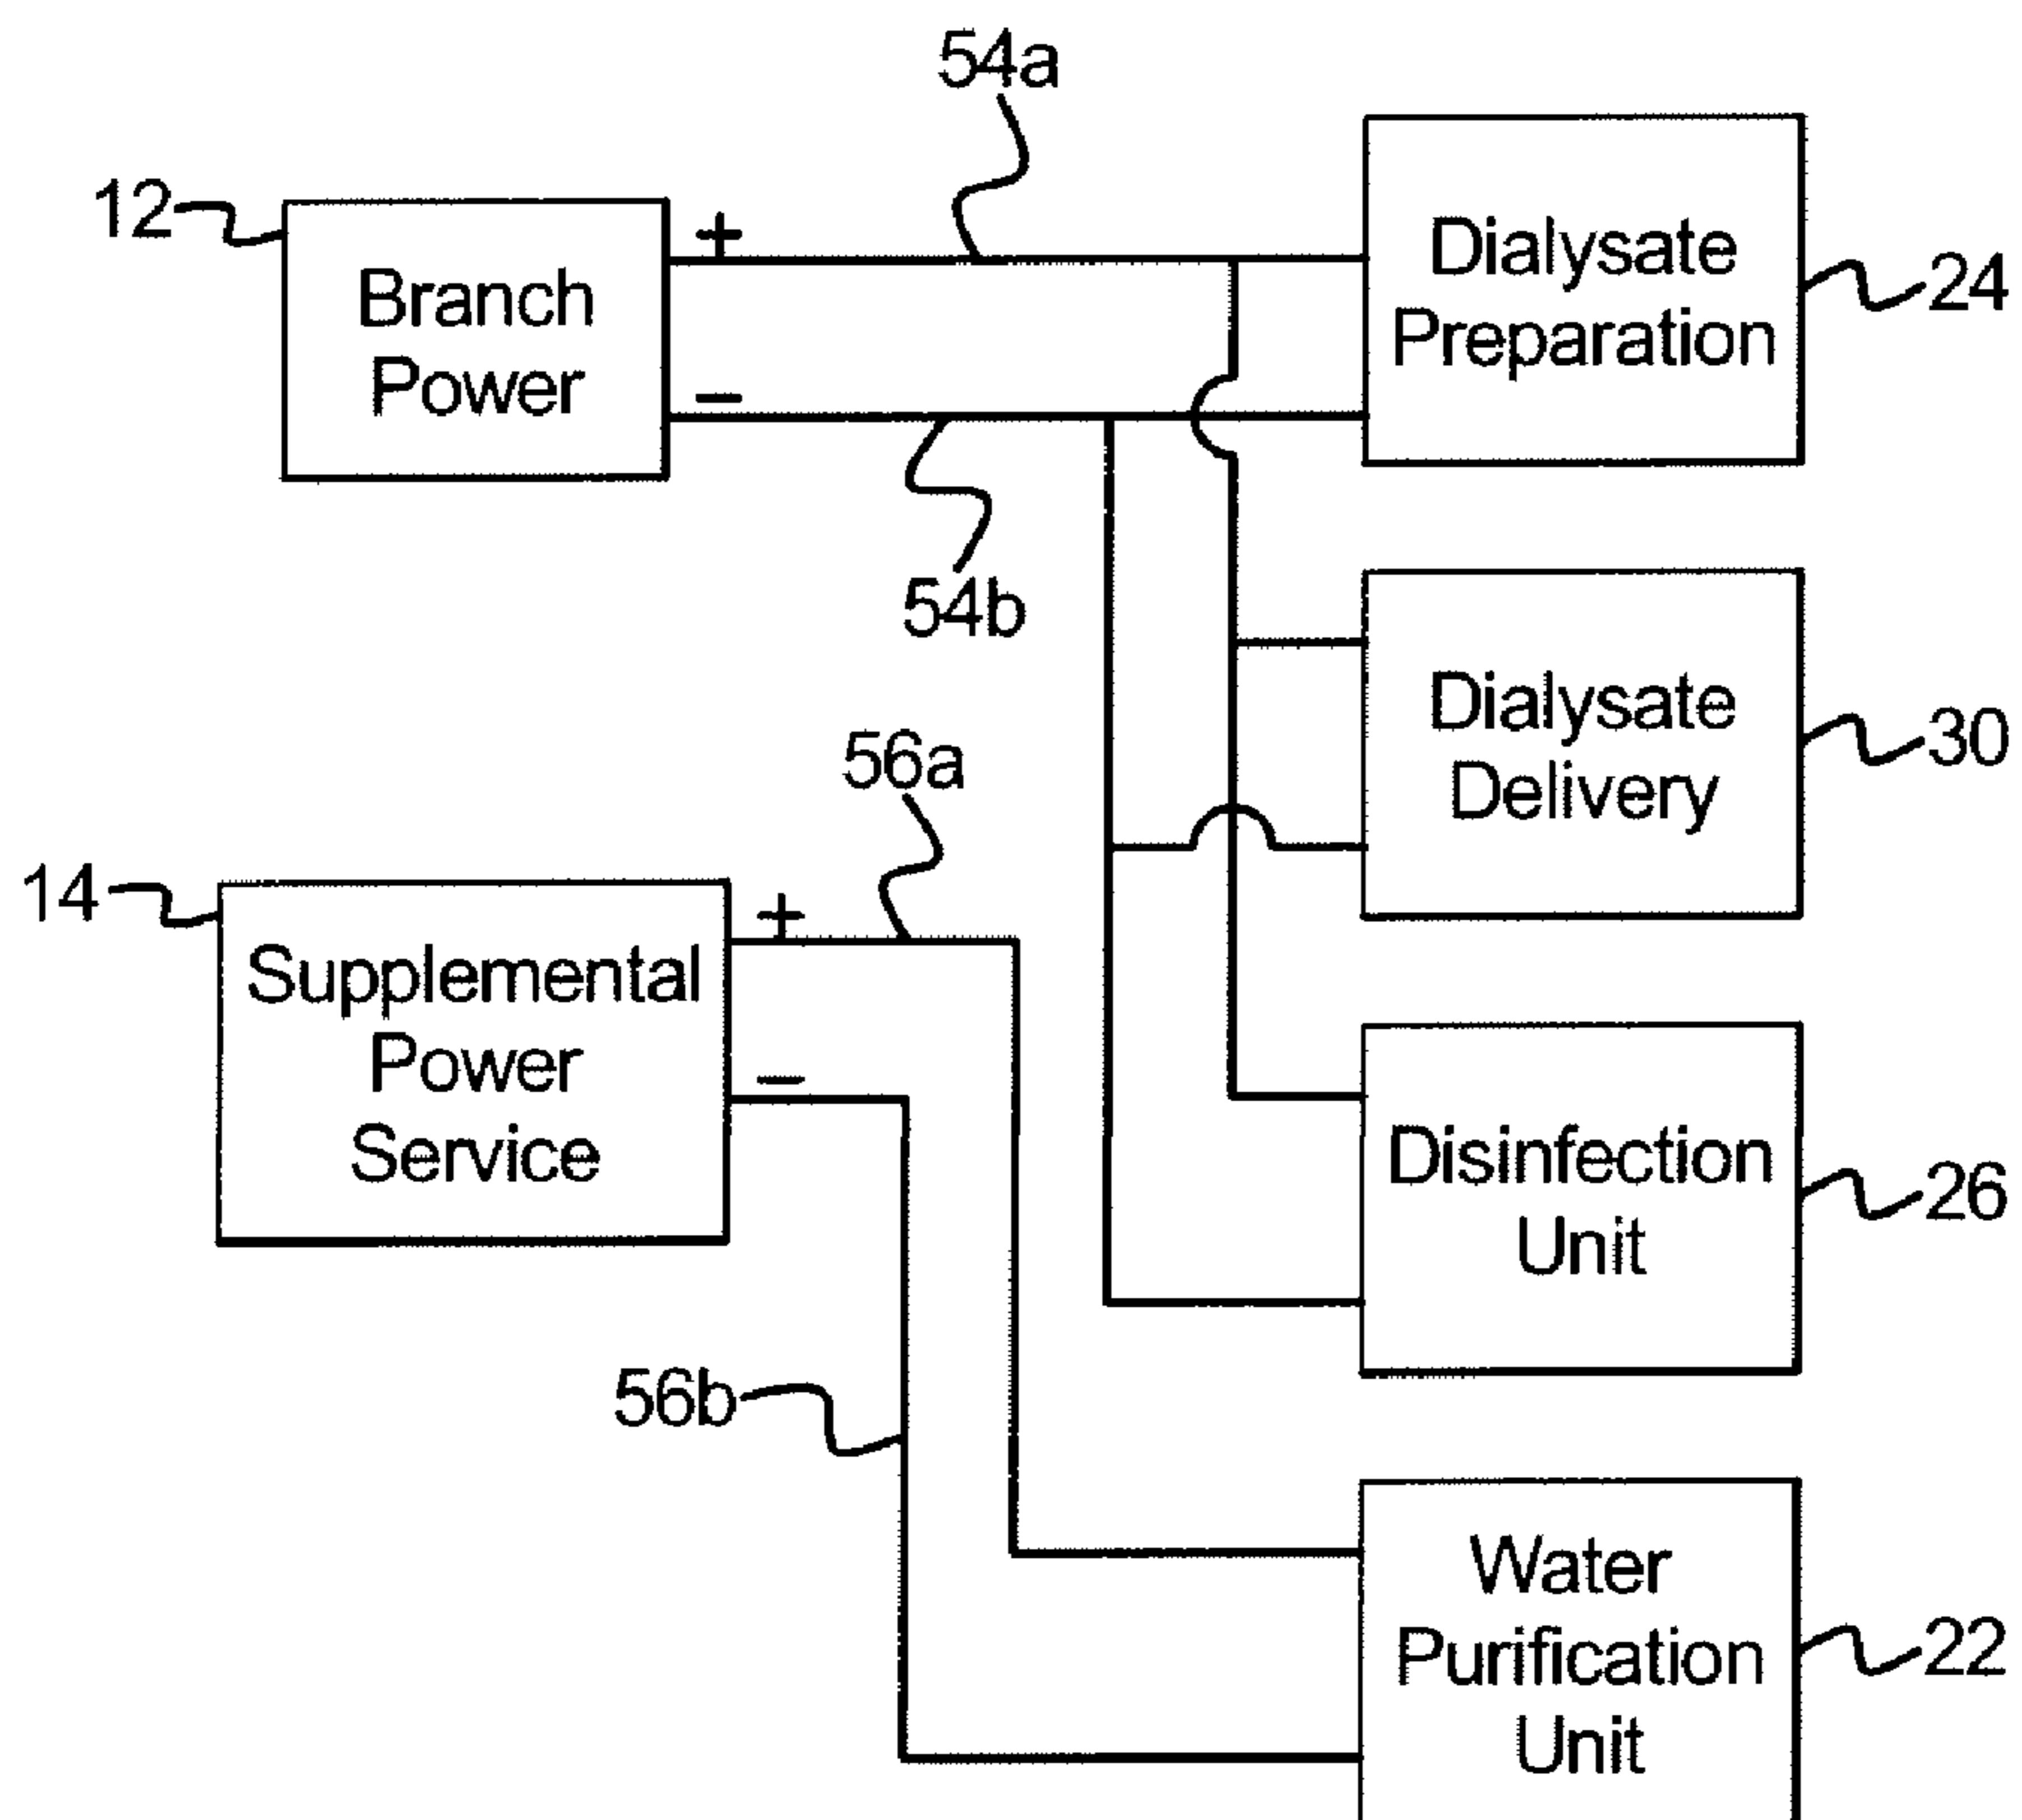 54a
12
Branch
Power
+
−
54b
Dialysate
Preparation
24
Dialysate
Delivery
30
56a
14
Supplemental
Power
Service
+
−
56b
Disinfection
Unit
26
Water
Purification
Unit
22